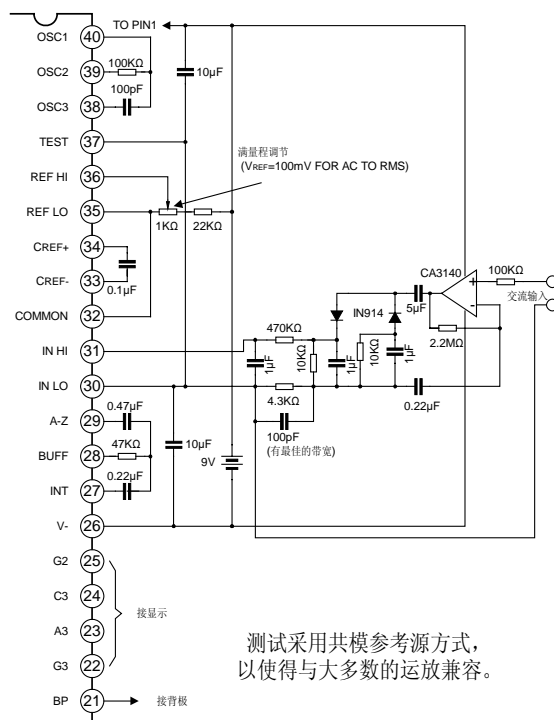 TO PIN1
OSC1
40
OSC2
39
100KΩ
OSC3
38
100pF
10µF
TEST
37
REF HI
36
满量程调节
(VREF=100mV FOR AC TO RMS)
REF LO
35
1KΩ
22KΩ
CREF+
34
CREF-
33
0.1µF
COMMON
32
IN HI
31
IN LO
30
CA3140
+
-
100KΩ
交流输入
5µF
IN914
2.2MΩ
470KΩ
1µF
10KΩ
1µF
10KΩ
1µF
4.3KΩ
0.22µF
100pF
(有最佳的带宽)
A-Z
29
0.47µF
BUFF
28
47KΩ
INT
27
0.22µF
10µF
9V
V-
26
G2
25
C3
24
A3
23
G3
22
接显示
BP
21
接背极
测试采用共模参考源方式，
以使得与大多数的运放兼容。